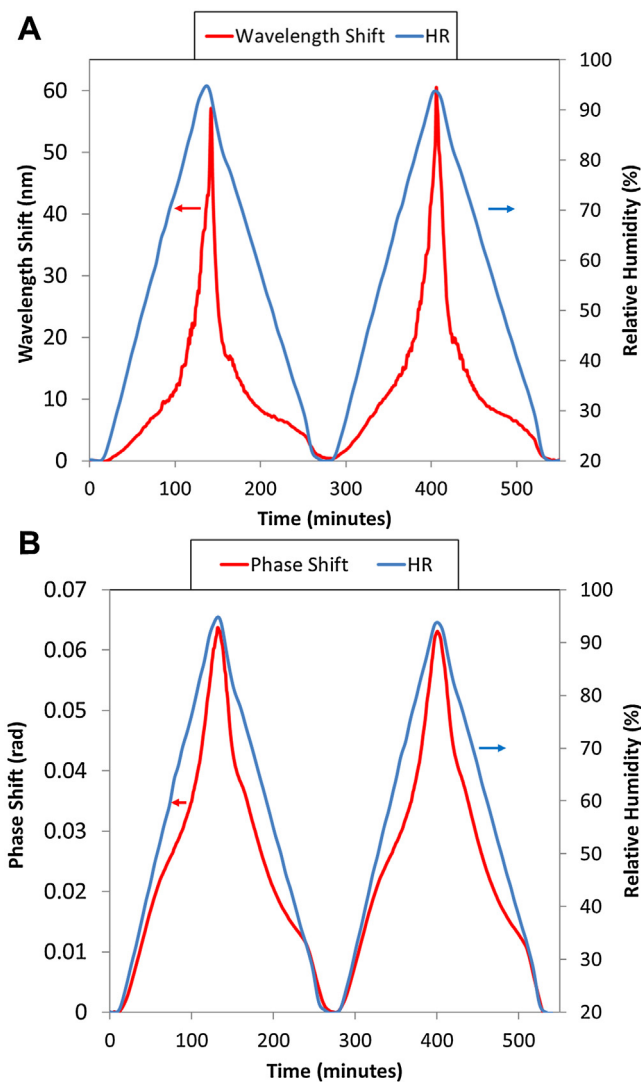 A
Wavelength Shift HR
60
50
40
30
20
10
0
Wavelength Shift (nm)
100
90
80
70
60
50
40
30
20
Relative Humidity (%)
0 100 200 300 400 500
Time (minutes)
B
Phase Shift HR
0.07
0.06
0.05
0.04
0.03
0.02
0.01
0
Phase Shift (rad)
100
90
80
70
60
50
40
30
20
Relative Humidity (%)
0 100 200 300 400 500
Time (minutes)